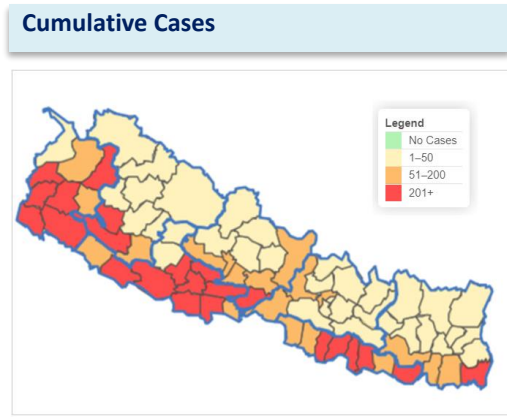 Cumulative Cases
Legend
No Cases
1–50
51–200
201+